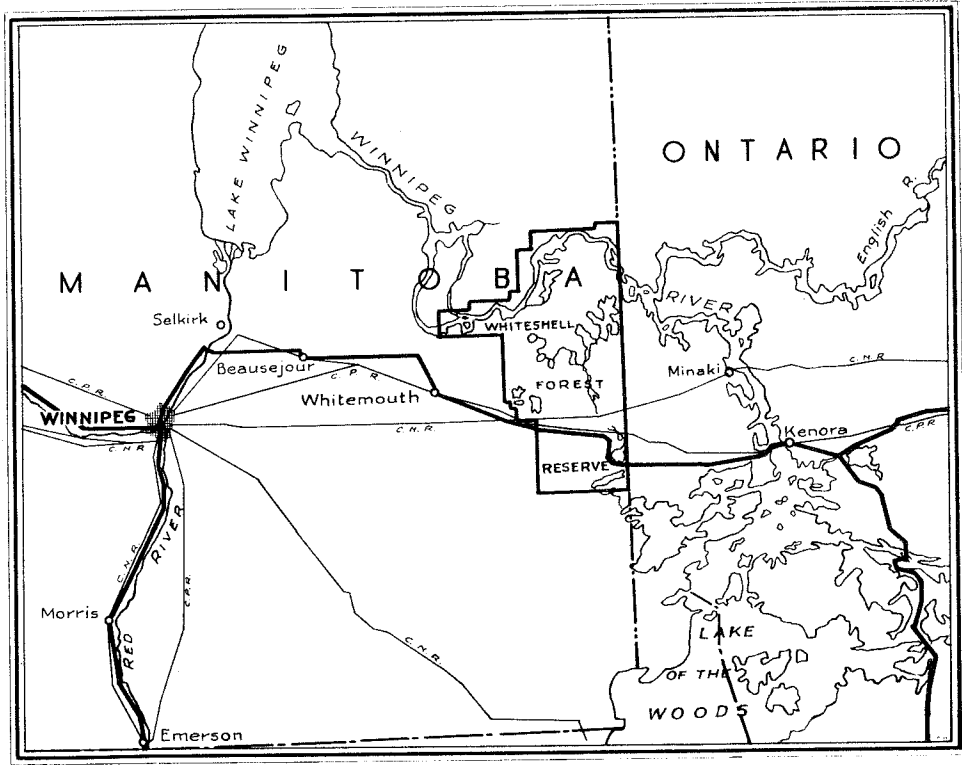 ONTARIO
MANITOBA
LAKE WINNIPEG
WINNIPEG
RIVER
English R.
Selkirk
Beausejour
Whitemouth
WINNIPEG
C.P.R.
C.N.R.
C. P. R.
C.N.R.
WHITESHELL
FOREST
RESERVE
Minaki
C.N.R.
Kenora
C.P.R.
C.N.R.
RIVER
C.P.R.
Morris
RED
C.N.R.
Emerson
LAKE
OF THE
WOODS